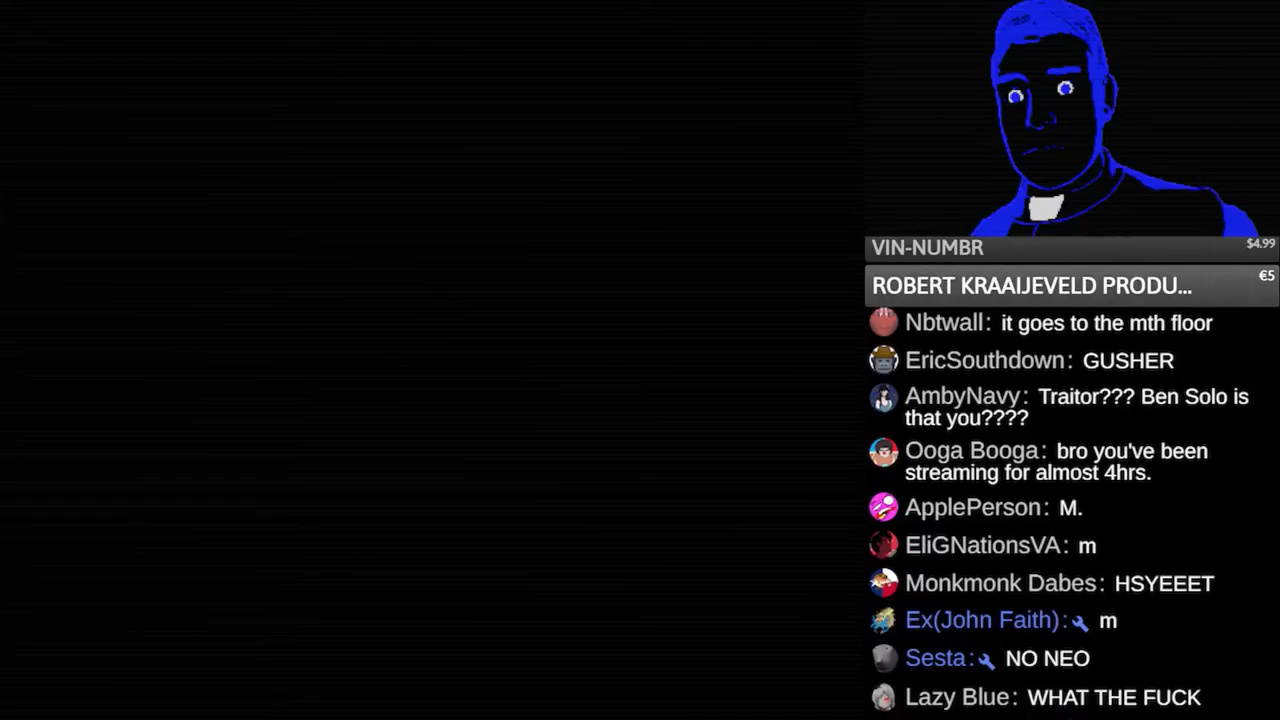 VIN-NUMBR $4.99
ROBERT KRAAIJEVELD PRODU... €5
Nbtwall: it goes to the mth floor
EricSouthdown: GUSHER
AmbyNavy: Traitor??? Ben Solo is
that you????
Ooga Booga: bro you've been
streaming for almost 4hrs.
ApplePerson: M.
EliGNationsVA: m
Monkmonk Dabes: HSYEEET
Ex(John Faith): m
Sesta: NO NEO
Lazy Blue: WHAT THE FUCK